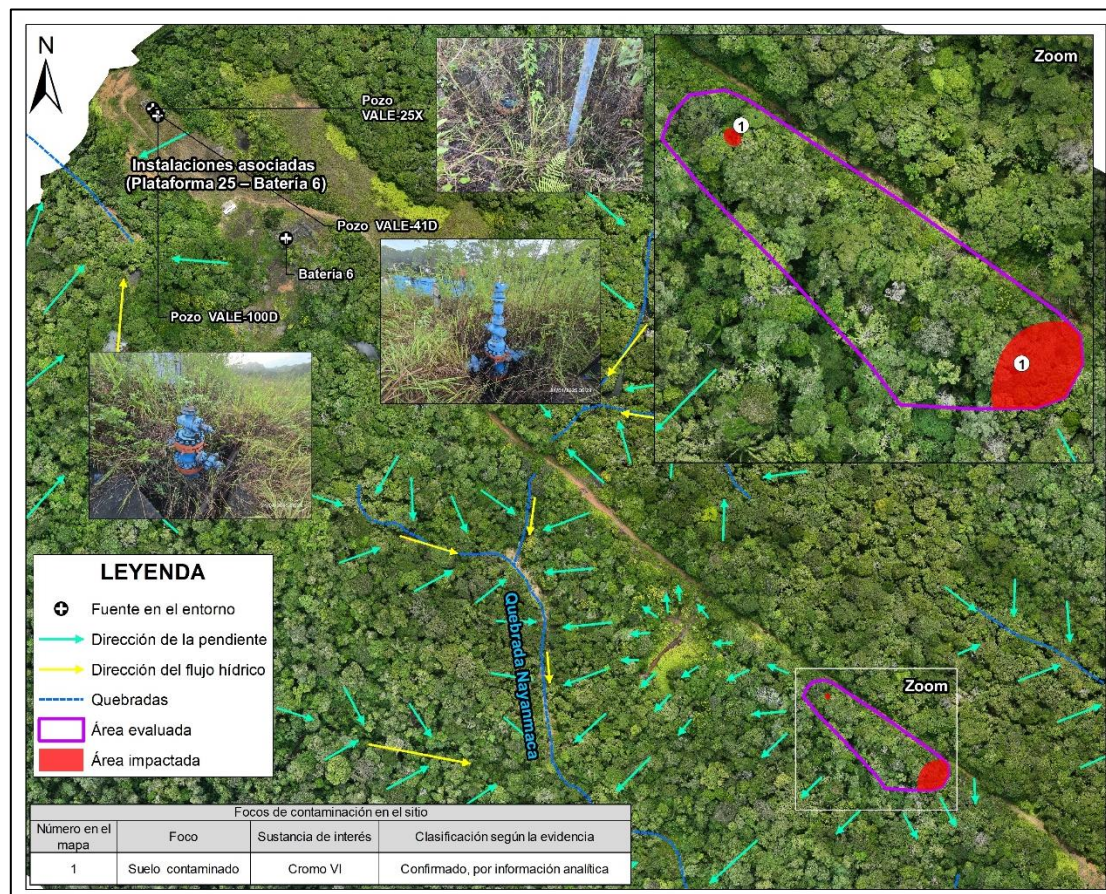 N
Zoom
Pozo
VALE-25X
Instalaciones asociadas
(Plataforma 25 – Batería 6)
Pozo VALE-41D
Batería 6
Pozo VALE-100D
1
1
Quebrada Nayanmaca
Zoom
LEYENDA
Fuente en el entorno
Dirección de la pendiente
Dirección del flujo hídrico
Quebradas
Área evaluada
Área impactada
Focos de contaminación en el sitio
Número en el mapa Foco Sustancia de interés Clasificación según la evidencia
1 Suelo contaminado Cromo VI Confirmado, por información analítica